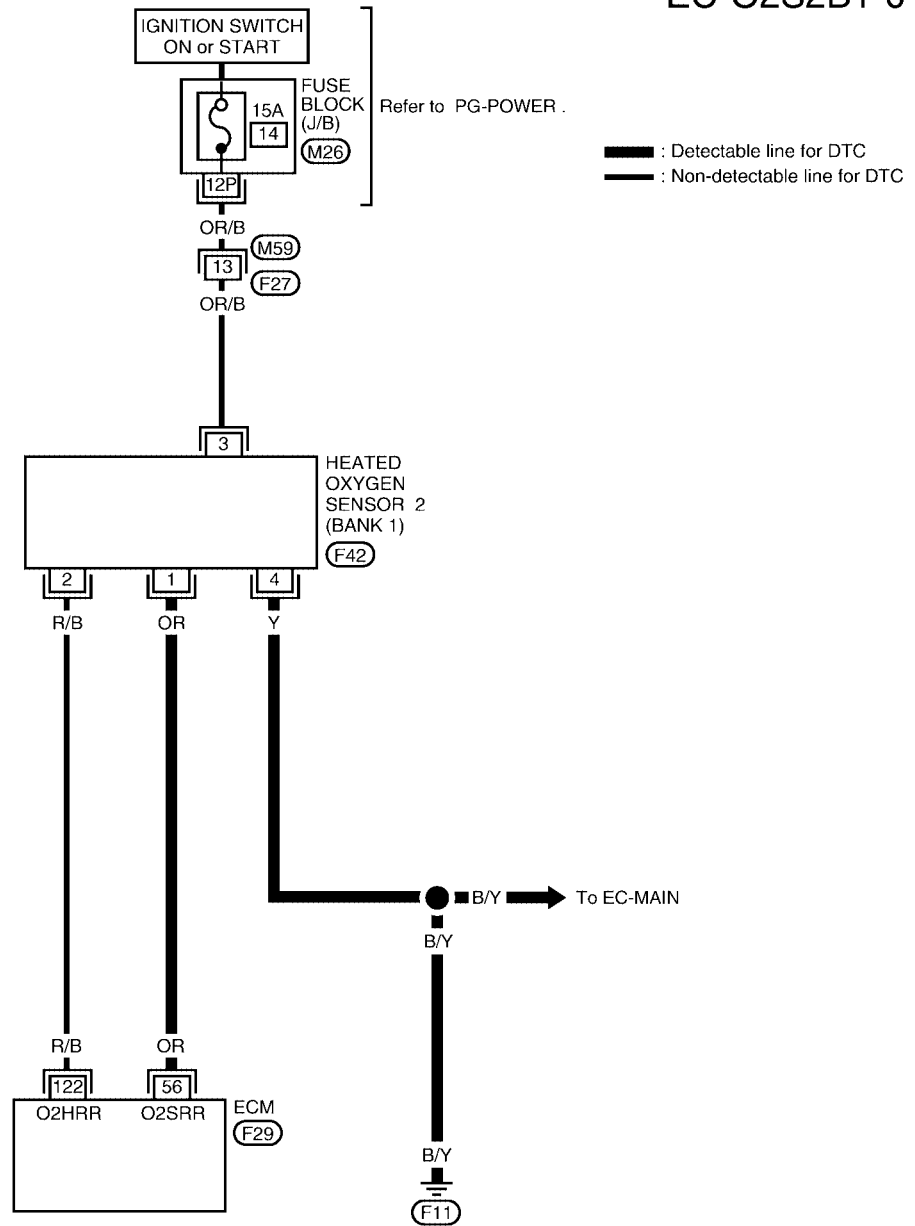 IGNITION SWITCH
ON or START
FUSE
BLOCK
(J/B)
M26
15A
14
Refer to PG-POWER .
12P
: Detectable line for DTC
: Non-detectable line for DTC
OR/B
M59
13
F27
OR/B
3
HEATED
OXYGEN
SENSOR 2
(BANK 1)
F42
2 1 4
R/B OR Y
B/Y To EC-MAIN
B/Y
R/B OR
122 56
O2HRR O2SRR
ECM
F29
B/Y
F11